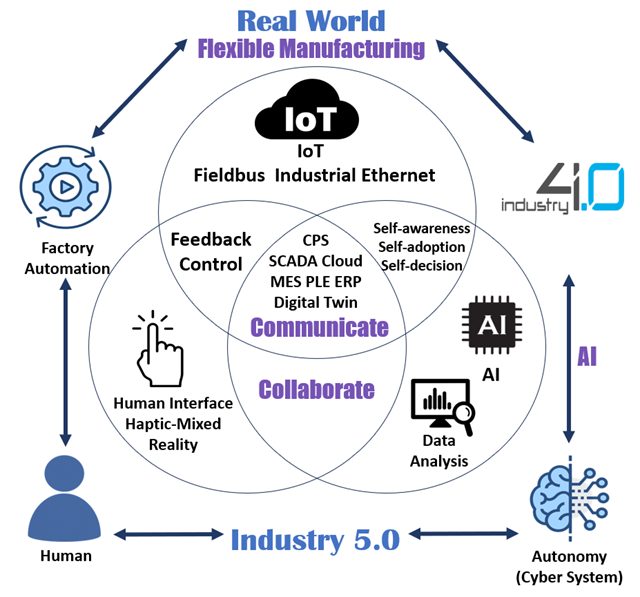 Real World
Flexible Manufacturing
IoT
IoT
Fieldbus Industrial Ethernet
industry 4.0
Factory
Automation
Feedback
Control
CPS
SCADA Cloud
MES PLE ERP
Digital Twin
Self-awareness
Self-adoption
Self-decision
Communicate
AI
AI
AI
Collaborate
Human Interface
Haptic-Mixed
Reality
Data
Analysis
Human
Industry 5.0
Autonomy
(Cyber System)